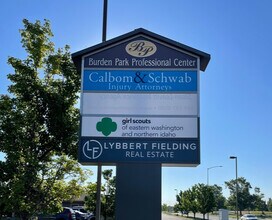 BP
Burden Park Professional Center
Calbom & Schwab
Injury Attorneys
girl scouts
of eastern washington
and northern idaho
LF LYBBERT FIELDING
REAL ESTATE